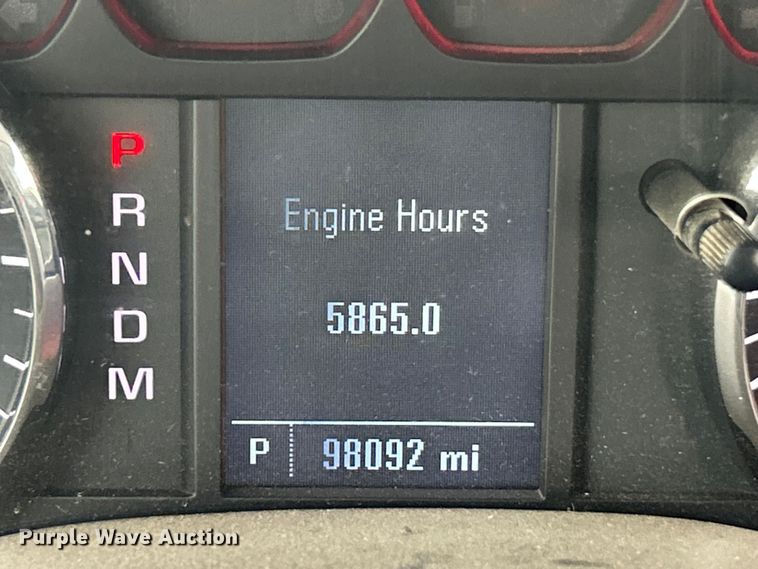 P
R
N
D
M
Engine Hours
5865.0
P 98092 mi
Purple Wave Auction